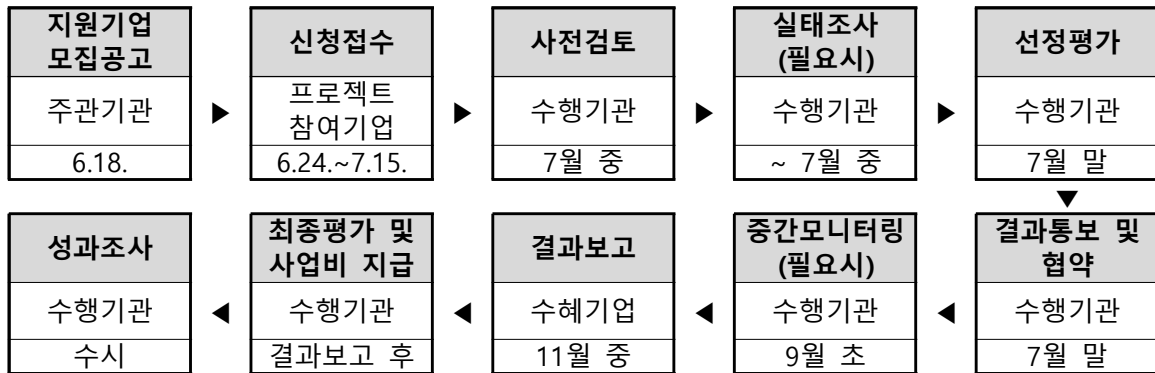 지원기업
모집공고
주관기관
6.18.
▶
신청접수
프로젝트
참여기업
6.24.~7.15.
▶
사전검토
수행기관
7월 중
▶
실태조사
(필요시)
수행기관
~ 7월 중
▶
선정평가
수행기관
7월 말
▼
결과통보 및
협약
수행기관
7월 말
◀
중간모니터링
(필요시)
수행기관
9월 초
◀
결과보고
수혜기업
11월 중
◀
최종평가 및
사업비 지급
수행기관
결과보고 후
◀
성과조사
수행기관
수시